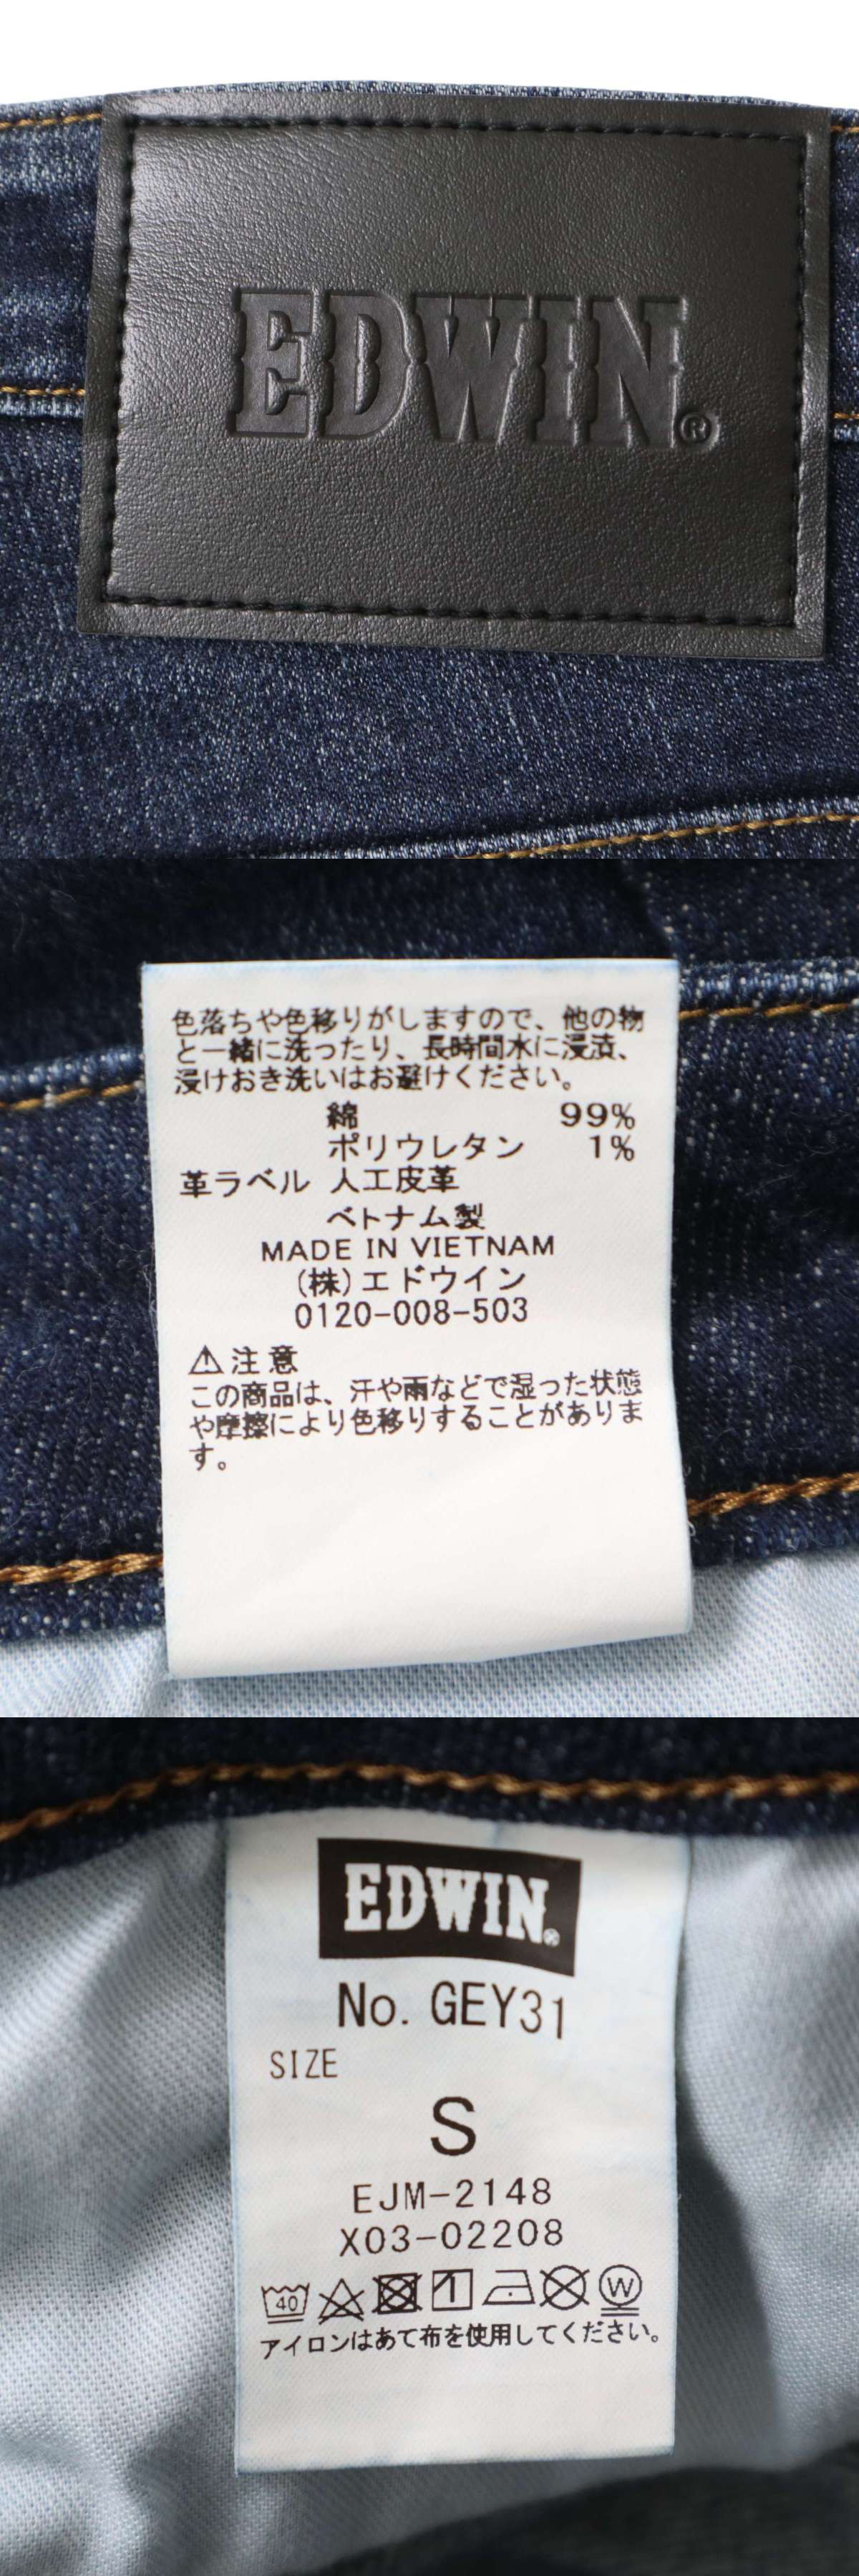 EDWIN®
色落ちや色移りがしますので、他の物
と一緒に洗ったり、長時間水に浸漬、
浸けおき洗いはお避けください。
綿 99%
ポリウレタン 1%
革ラベル 人工皮革
ベトナム製
MADE IN VIETNAM
(株)エドウイン
0120-008-503
⚠注意
この商品は、汗や雨などで湿った状態
や摩擦により色移りすることがありま
す。
EDWIN®
No. GEY31
SIZE
S
EJM-2148
X03-02208
40 W
アイロンはあて布を使用してください。